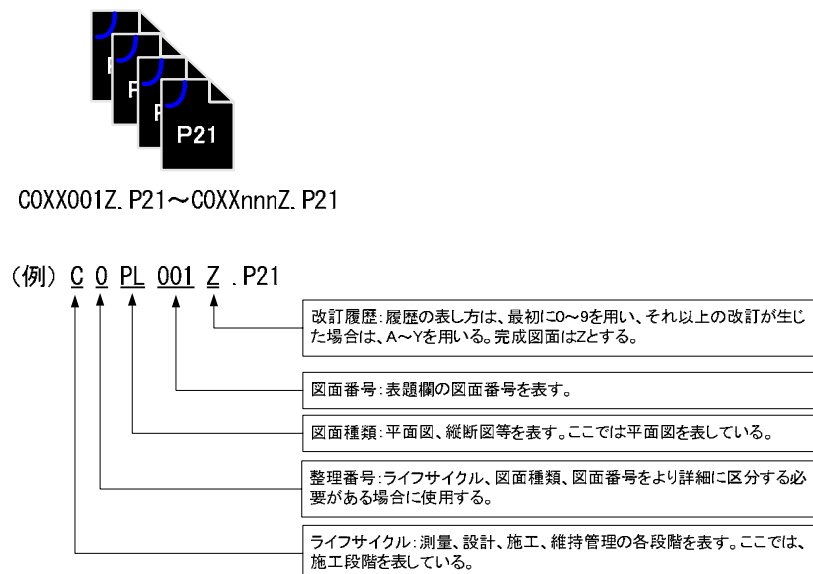 P
P
P
P21
C0XX001Z.P21～C0XXnnnZ.P21
(例) C 0 PL 001 Z .P21
改訂履歴:履歴の表し方は、最初に0～9を用い、それ以上の改訂が生じ
た場合は、A～Yを用いる。完成図面はZとする。
図面番号:表題欄の図面番号を表す。
図面種類:平面図、縦断図等を表す。ここでは平面図を表している。
整理番号:ライフサイクル、図面種類、図面番号をより詳細に区分する必
要がある場合に使用する。
ライフサイクル:測量、設計、施工、維持管理の各段階を表す。ここでは、
施工段階を表している。